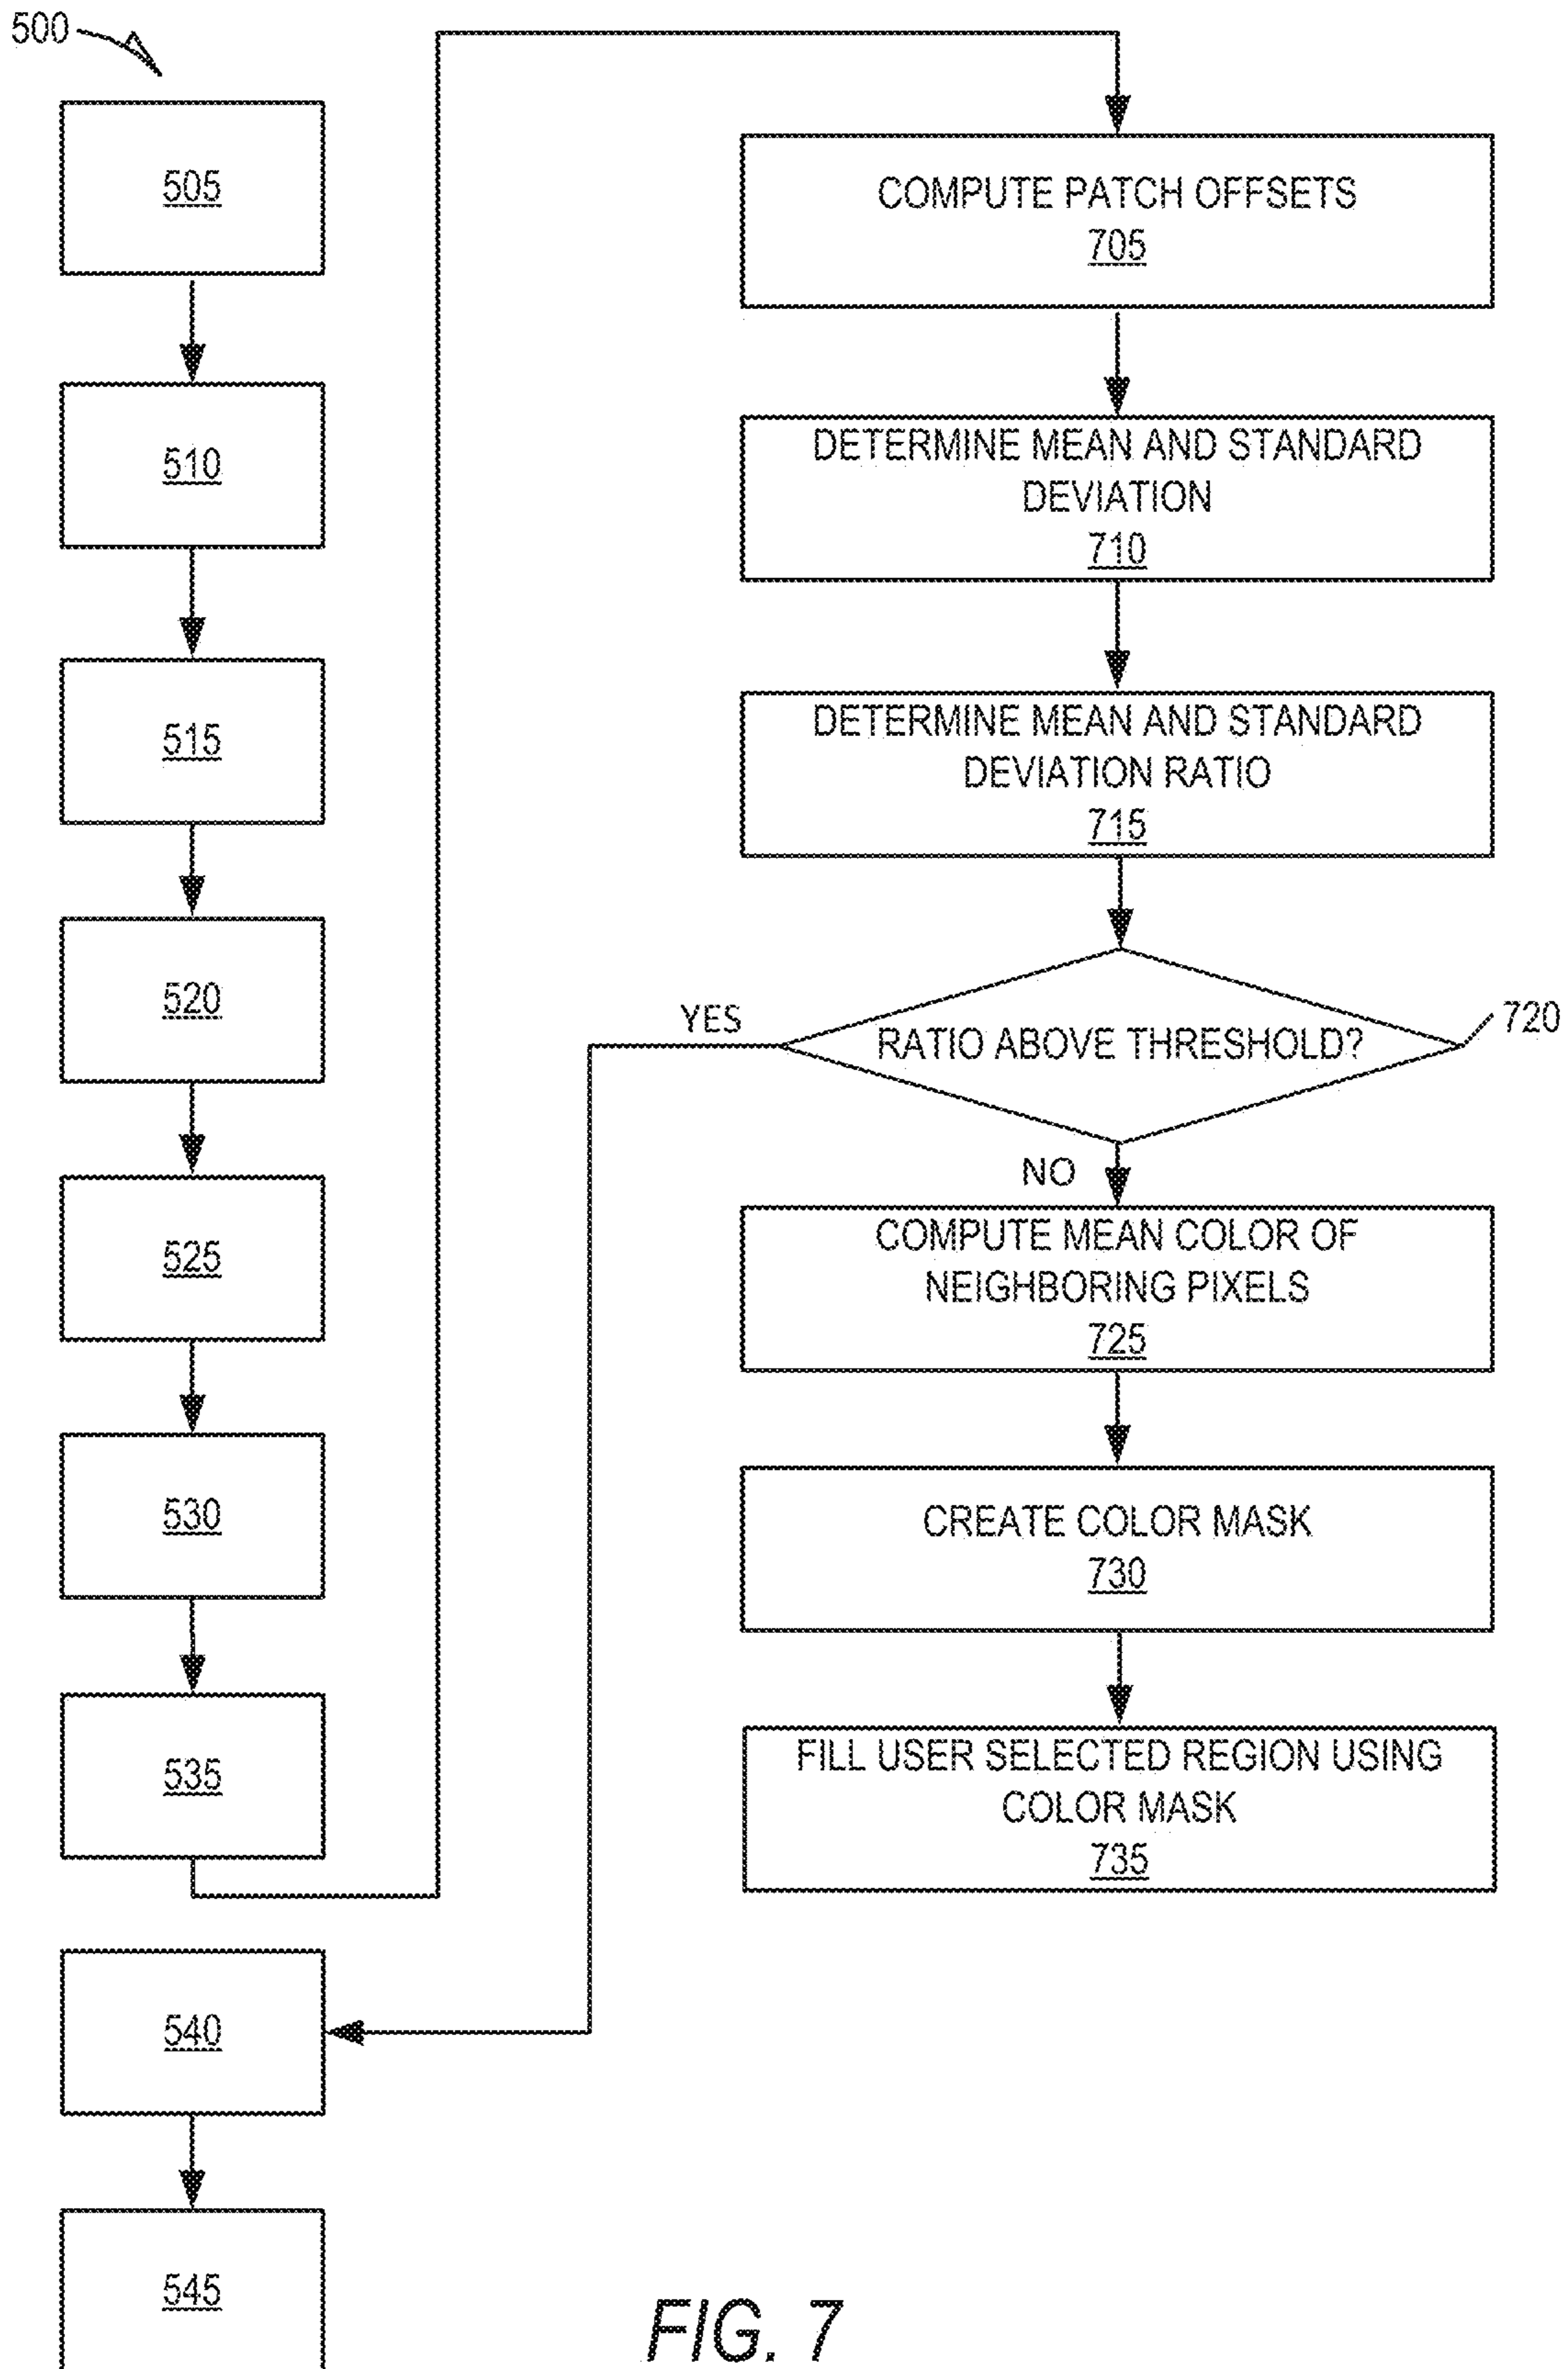 500
505
510
515
520
525
530
535
540
545
COMPUTE PATCH OFFSETS
705
DETERMINE MEAN AND STANDARD
DEVIATION
710
DETERMINE MEAN AND STANDARD
DEVIATION RATIO
715
RATIO ABOVE THRESHOLD?
720
YES
NO
COMPUTE MEAN COLOR OF
NEIGHBORING PIXELS
725
CREATE COLOR MASK
730
FILL USER SELECTED REGION USING
COLOR MASK
735
FIG. 7